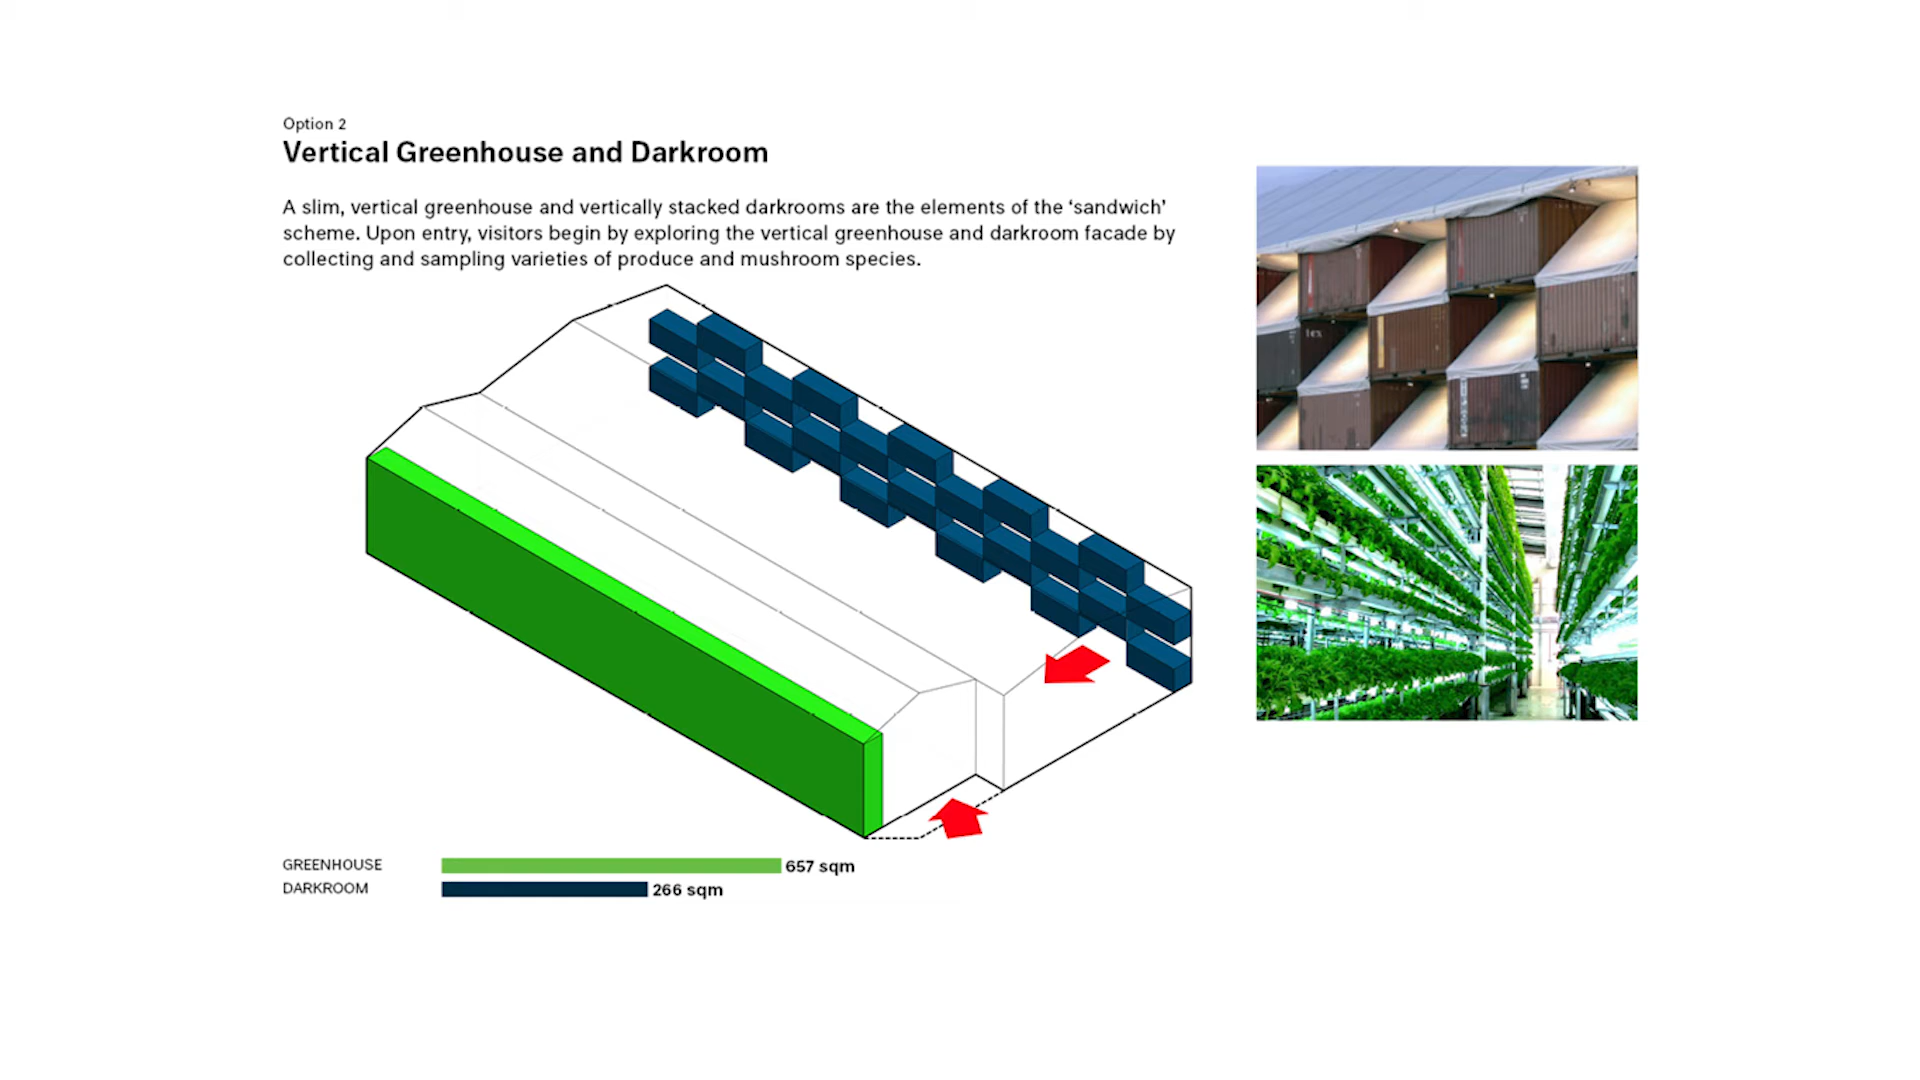 Option 2
Vertical Greenhouse and Darkroom
A slim, vertical greenhouse and vertically stacked darkrooms are the elements of the ‘sandwich’
scheme. Upon entry, visitors begin by exploring the vertical greenhouse and darkroom facade by
collecting and sampling varieties of produce and mushroom species.
GREENHOUSE 657 sqm
DARKROOM 266 sqm